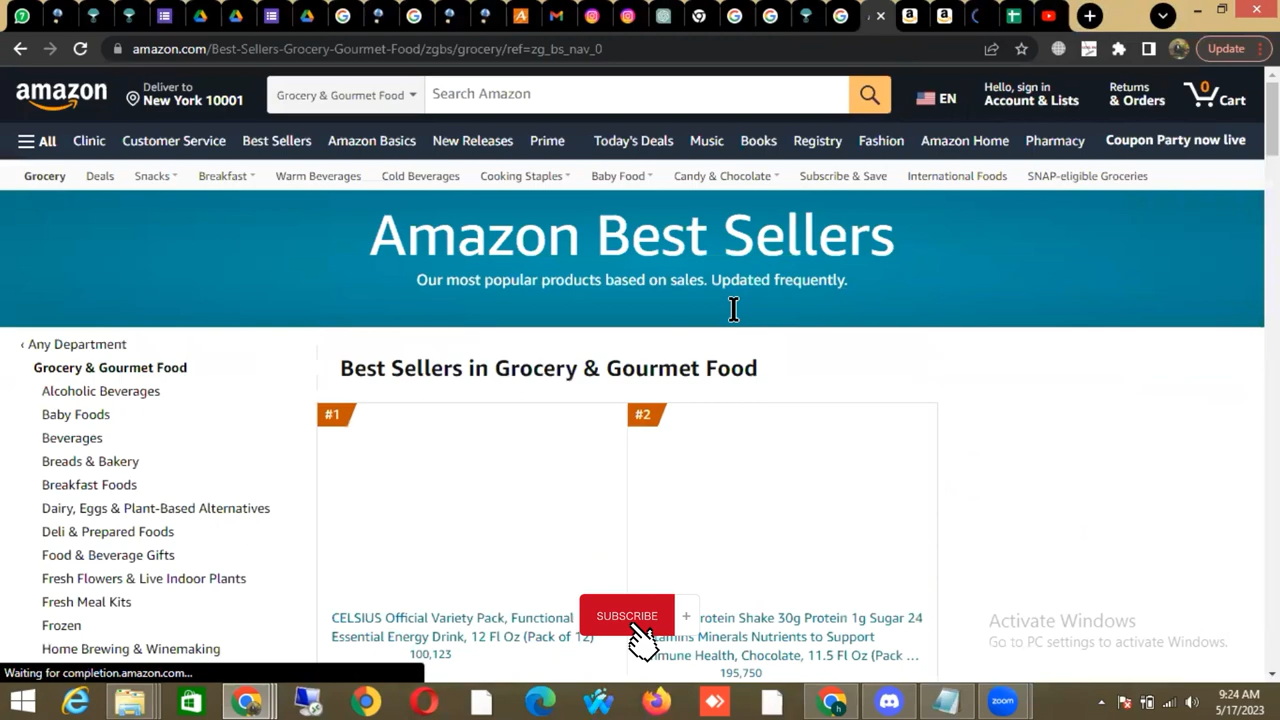 amazon.com/Best-Sellers-Grocery-Gourmet-Food/zgbs/grocery/ref=zg_bs_nav_0
Update
amazon
Deliver to
New York 10001
Grocery & Gourmet Food
Search Amazon
EN
Hello, sign in
Account & Lists
Returns
& Orders
0
Cart
All
Clinic
Customer Service
Best Sellers
Amazon Basics
New Releases
Prime
Today's Deals
Music
Books
Registry
Fashion
Amazon Home
Pharmacy
Coupon Party now live
Grocery
Deals
Snacks
Breakfast
Warm Beverages
Cold Beverages
Cooking Staples
Baby Food
Candy & Chocolate
Subscribe & Save
International Foods
SNAP-eligible Groceries
Amazon Best Sellers
Our most popular products based on sales. Updated frequently.
‹ Any Department
Grocery & Gourmet Food
Alcoholic Beverages
Baby Foods
Beverages
Breads & Bakery
Breakfast Foods
Dairy, Eggs & Plant-Based Alternatives
Deli & Prepared Foods
Food & Beverage Gifts
Fresh Flowers & Live Indoor Plants
Fresh Meal Kits
Frozen
Home Brewing & Winemaking
Best Sellers in Grocery & Gourmet Food
#1
CELSIUS Official Variety Pack, Functional
Essential Energy Drink, 12 Fl Oz (Pack of 12)
100,123
#2
Shake 30g Protein 1g Sugar 24
Minerals Nutrients to Support
Health, Chocolate, 11.5 Fl Oz (Pack ...
195,750
SUBSCRIBE
+
Activate Windows
Go to PC settings to activate Windows.
Waiting for completion.amazon.com...
zoom
9:24 AM
5/17/2023